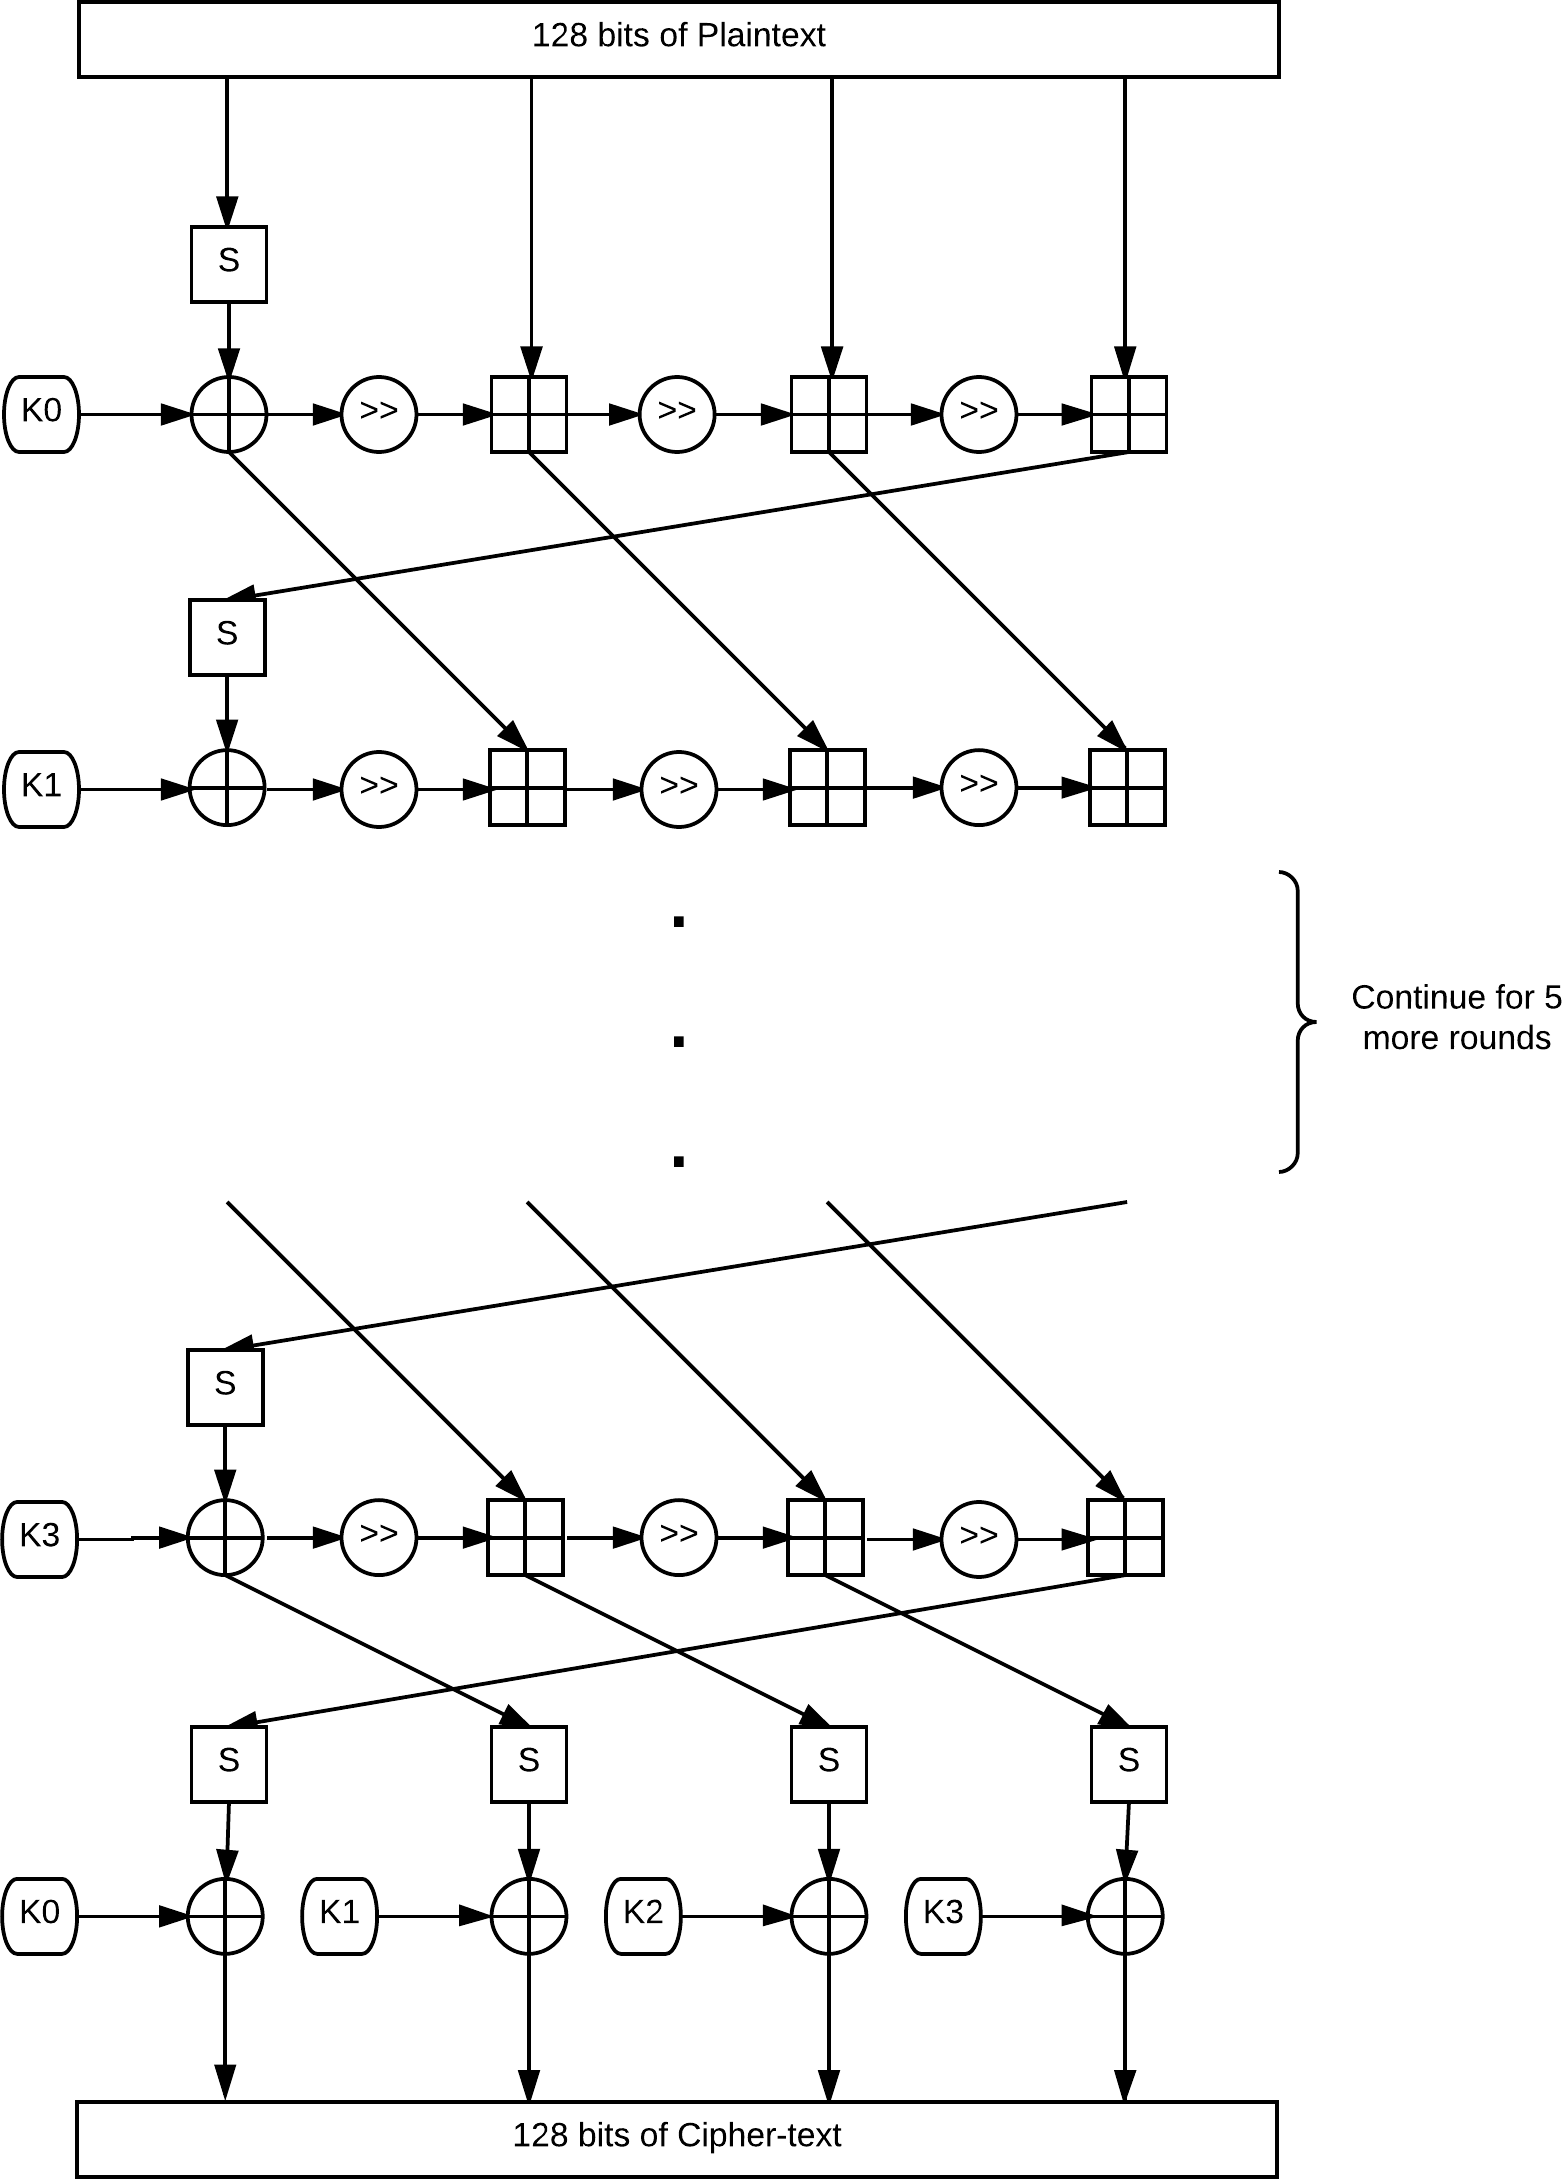 128 bits of Plaintext
S
K0 >> >> >>
S
K1 >> >> >>
Continue for 5
more rounds
S
K3 >> >> >>
S S S S
K0 K1 K2 K3
128 bits of Cipher-text